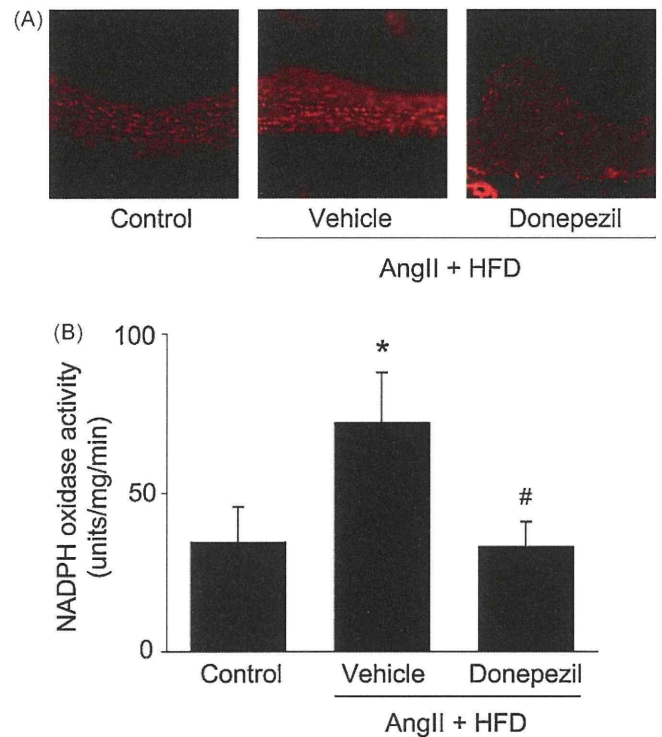 (A)
Control Vehicle Donepezil
AngII + HFD
(B)
NADPH oxidase activity
(units/mg/min)
100
50
0
*
#
Control Vehicle Donepezil
AngII + HFD